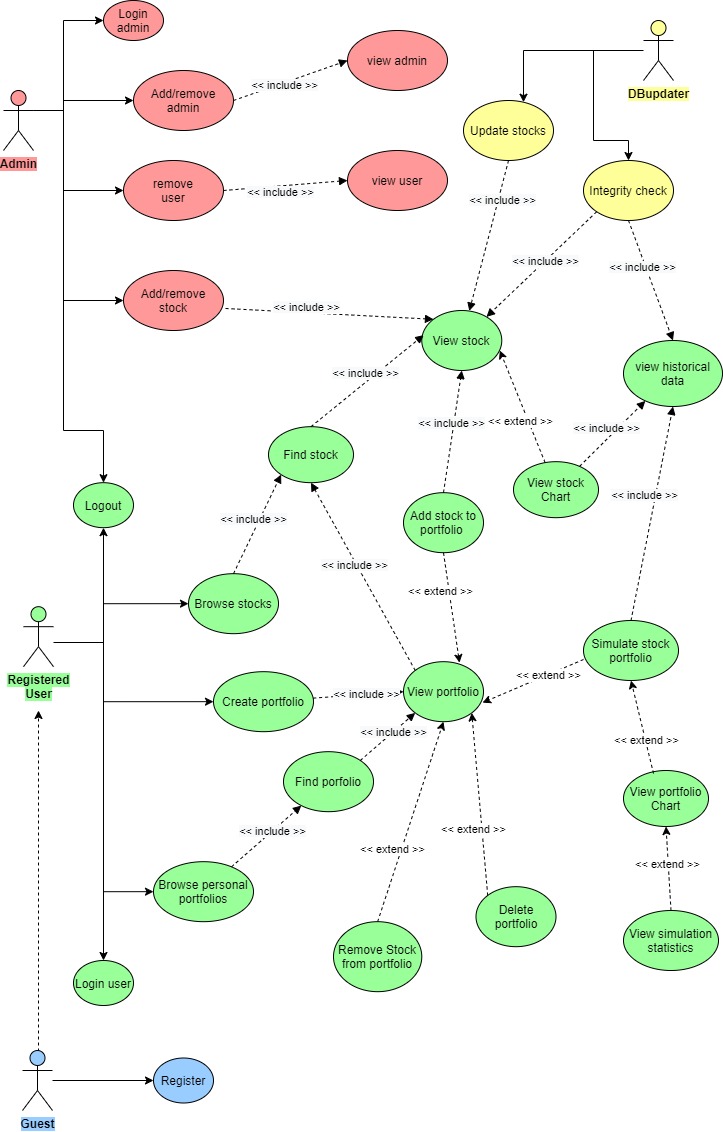 Login
admin
view admin
<< include >>
Add/remove
admin
DBupdater
Update stocks
Admin
remove
user
<< include >>
view user
Integrity check
<< include >>
<< include >>
<< include >>
Add/remove
stock
<< include >>
View stock
view historical
data
<< include >>
<< include >>
<< extend >>
<< include >>
Find stock
View stock
Chart
<< include >>
Logout
Add stock to
portfolio
<< include >>
<< include >>
<< extend >>
Browse stocks
Registered
User
Simulate stock
portfolio
<< extend >>
Create portfolio
<< include >>
View portfolio
<< include >>
<< extend >>
Find porfolio
View portfolio
Chart
<< include >>
<< extend >>
<< extend >>
<< extend >>
Browse personal
portfolios
Delete
portfolio
View simulation
statistics
Remove Stock
from portfolio
Login user
Register
Guest